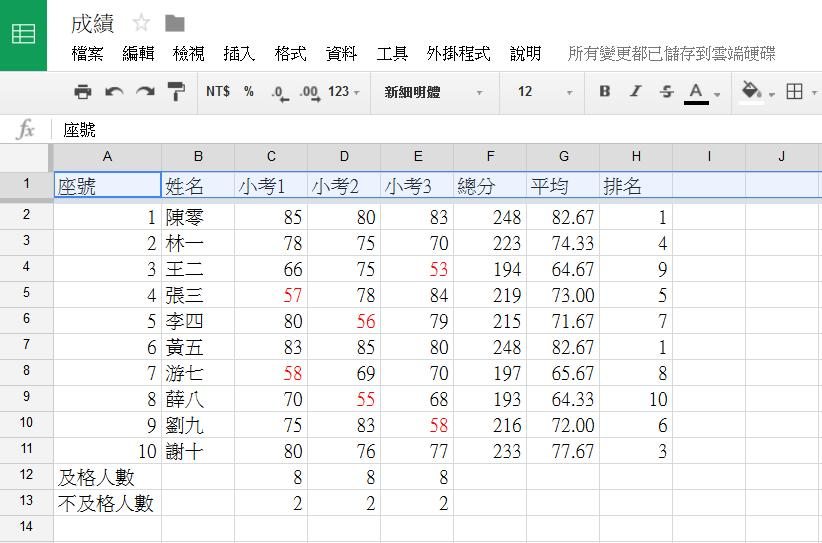 成績
檔案 編輯 檢視 插入 格式 資料 工具 外掛程式 說明 所有變更都已儲存到雲端硬碟
NT$ % .0 .00 123 新細明體 12 B I S A
fx 座號
A B C D E F G H I J
1 座號 姓名 小考1 小考2 小考3 總分 平均 排名
2 1 陳零 85 80 83 248 82.67 1
3 2 林一 78 75 70 223 74.33 4
4 3 王二 66 75 53 194 64.67 9
5 4 張三 57 78 84 219 73.00 5
6 5 李四 80 56 79 215 71.67 7
7 6 黃五 83 85 80 248 82.67 1
8 7 游七 58 69 70 197 65.67 8
9 8 薛八 70 55 68 193 64.33 10
10 9 劉九 75 83 58 216 72.00 6
11 10 謝十 80 76 77 233 77.67 3
12 及格人數 8 8 8
13 不及格人數 2 2 2
14